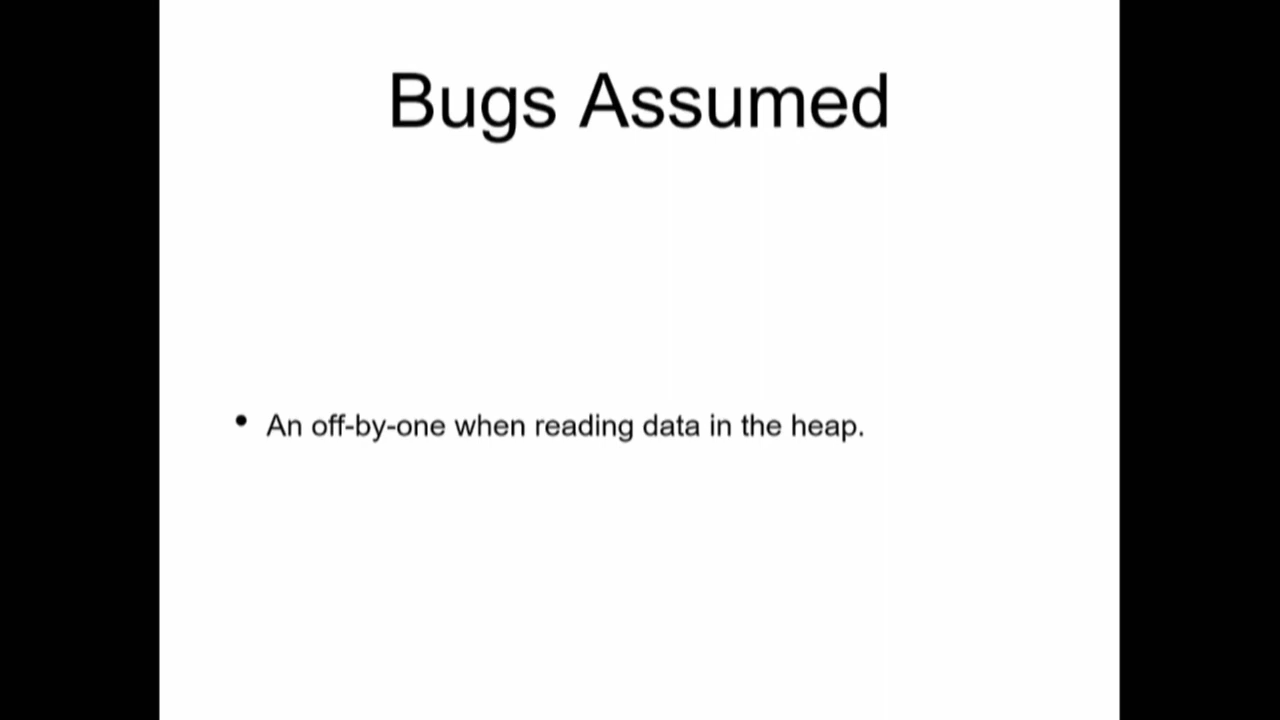 Bugs Assumed
• An off-by-one when reading data in the heap.